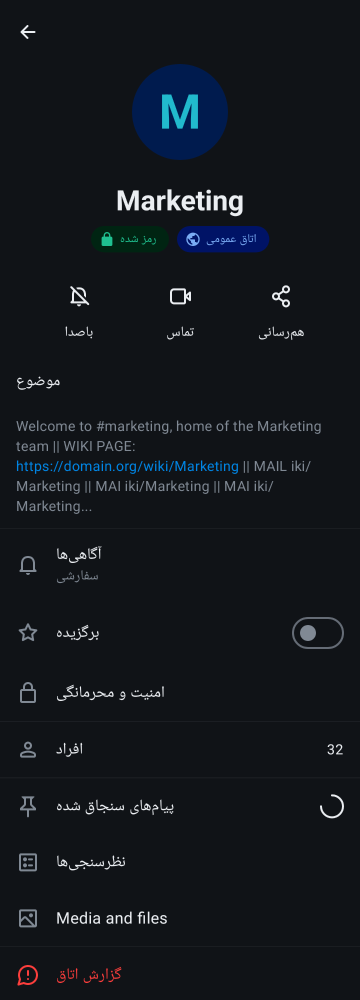 M
Marketing
رمز شده
اتاق عمومی
باصدا
تماس
هم‌رسانی
موضوع
Welcome to #marketing, home of the Marketing
team || WIKI PAGE:
https://domain.org/wiki/Marketing || MAIL iki/
Marketing || MAI iki/Marketing || MAI iki/
Marketing...
آگاهی‌ها
سفارشی
برگزیده
امنیت و محرمانگی
افراد
32
پیام‌های سنجاق شده
نظرسنجی‌ها
Media and files
گزارش اتاق